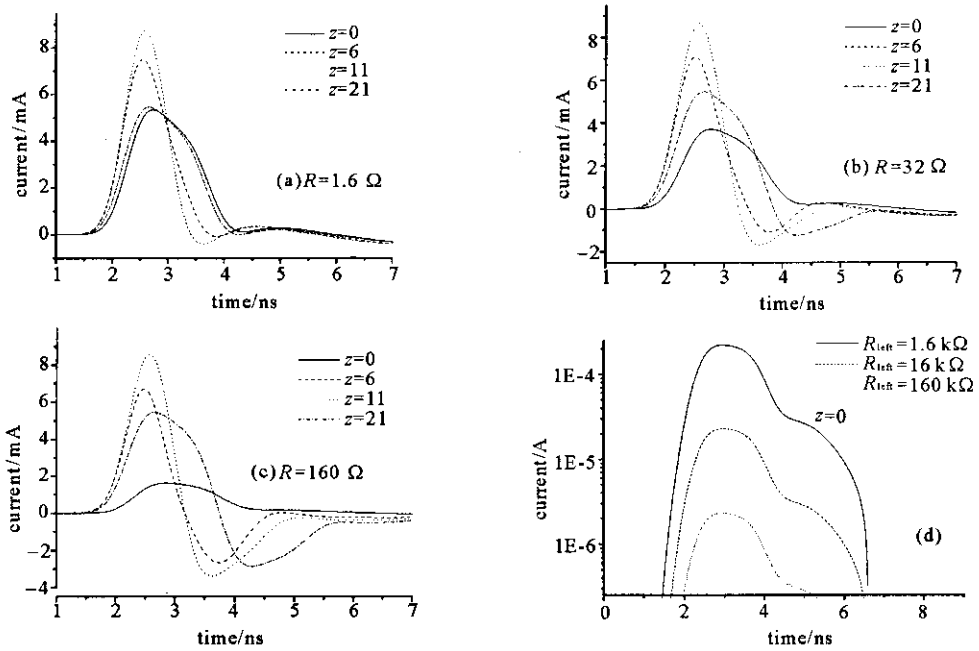 8
6
4
2
0
current/mA
z=0
z=6
z=11
z=21
(a)R=1.6 Ω
1 2 3 4 5 6 7
time/ns
8
6
4
2
0
−2
current/mA
z=0
z=6
z=11
z=21
(b) R=32 Ω
1 2 3 4 5 6 7
time/ns
8
6
4
2
0
−2
−4
current/mA
z=0
z=6
z=11
z=21
(c)R=160 Ω
1 2 3 4 5 6 7
time/ns
1E-4
1E-5
1E-6
current/A
Rleft=1.6 kΩ
Rleft=16 kΩ
Rleft=160 kΩ
z=0
(d)
0 2 4 6 8
time/ns